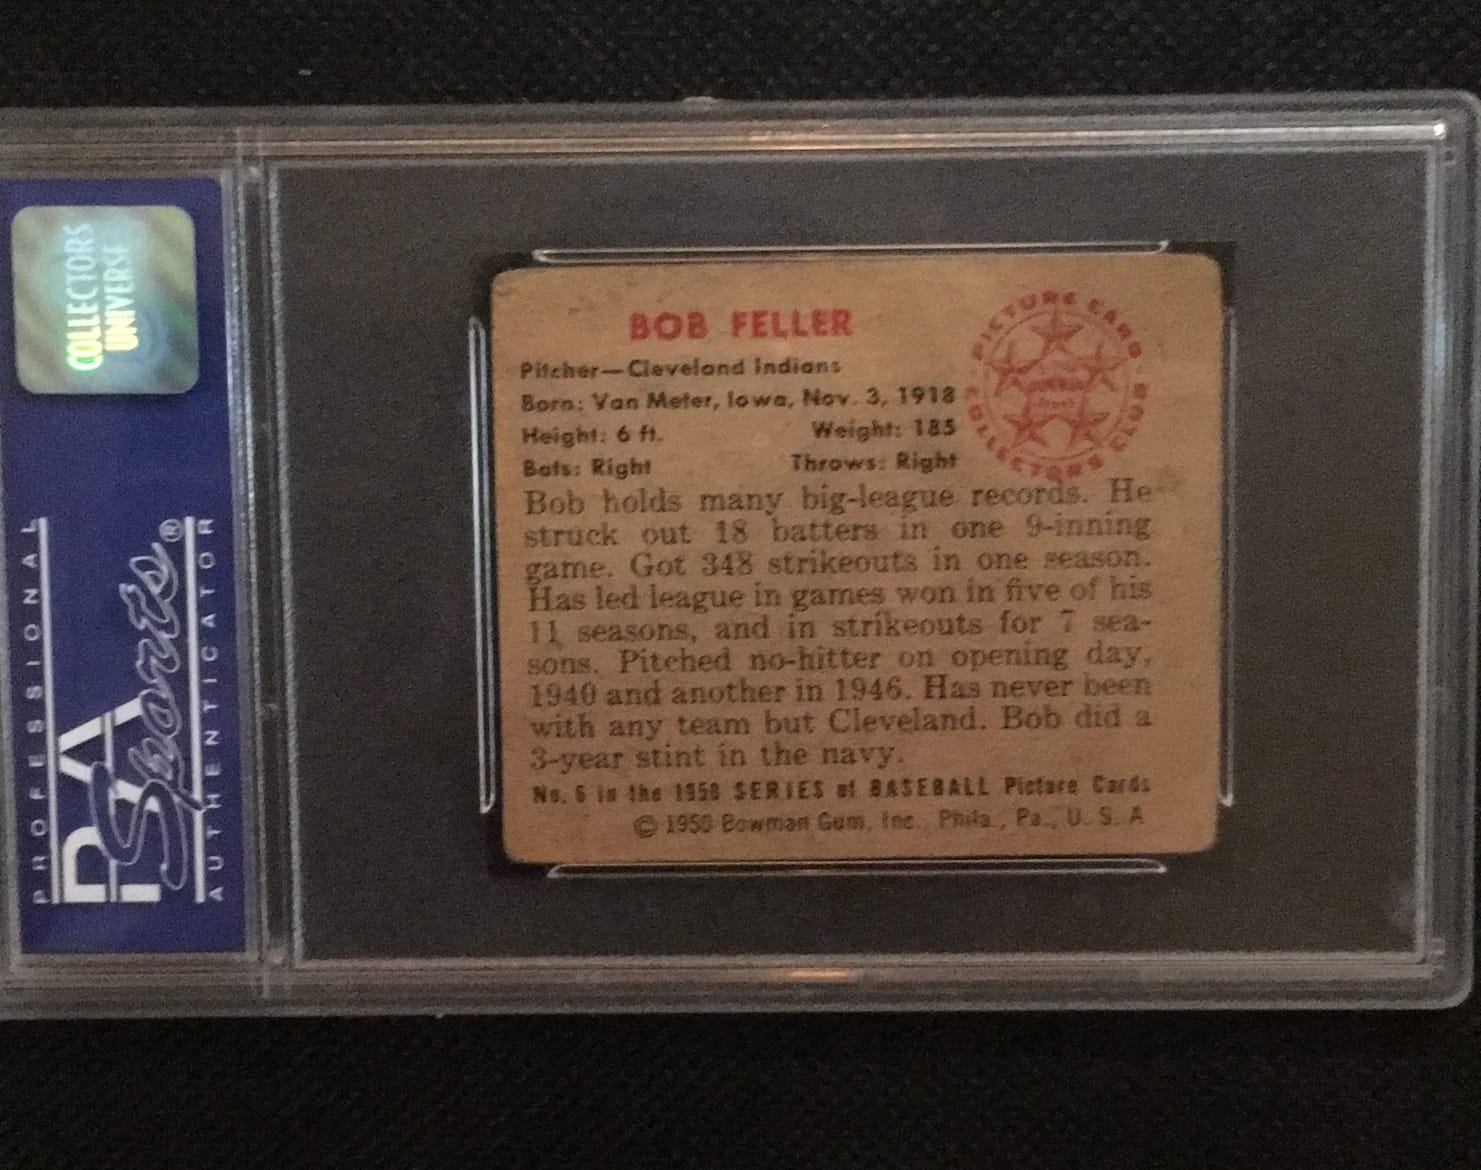 COLLECTORS
UNIVERSE
PROFESSIONAL
PSA
Sports®
AUTHENTICATOR
BOB FELLER
PICTURE CARD
COLLECTORS CLUB
Pitcher—Cleveland Indians
Born: Van Meter, Iowa, Nov. 3, 1918
Height: 6 ft. Weight: 185
Bats: Right Throws: Right
Bob holds many big-league records. He
struck out 18 batters in one 9-inning
game. Got 348 strikeouts in one season.
Has led league in games won in five of his
11 seasons, and in strikeouts for 7 sea-
sons. Pitched no-hitter on opening day,
1940 and another in 1946. Has never been
with any team but Cleveland. Bob did a
3-year stint in the navy.
No. 6 in the 1950 SERIES of BASEBALL Picture Cards
© 1950 Bowman Gum, Inc., Phila., Pa., U. S. A